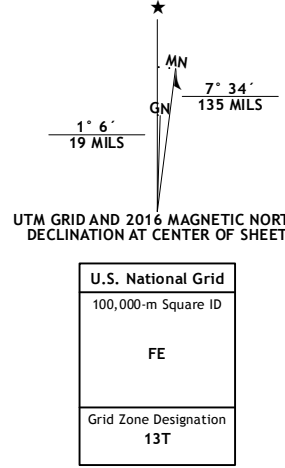 ★
MN
GN
7° 34´
135 MILS
1° 6´
19 MILS
UTM GRID AND 2016 MAGNETIC NORT
DECLINATION AT CENTER OF SHEET
U.S. National Grid
100,000-m Square ID
FE
Grid Zone Designation
13T